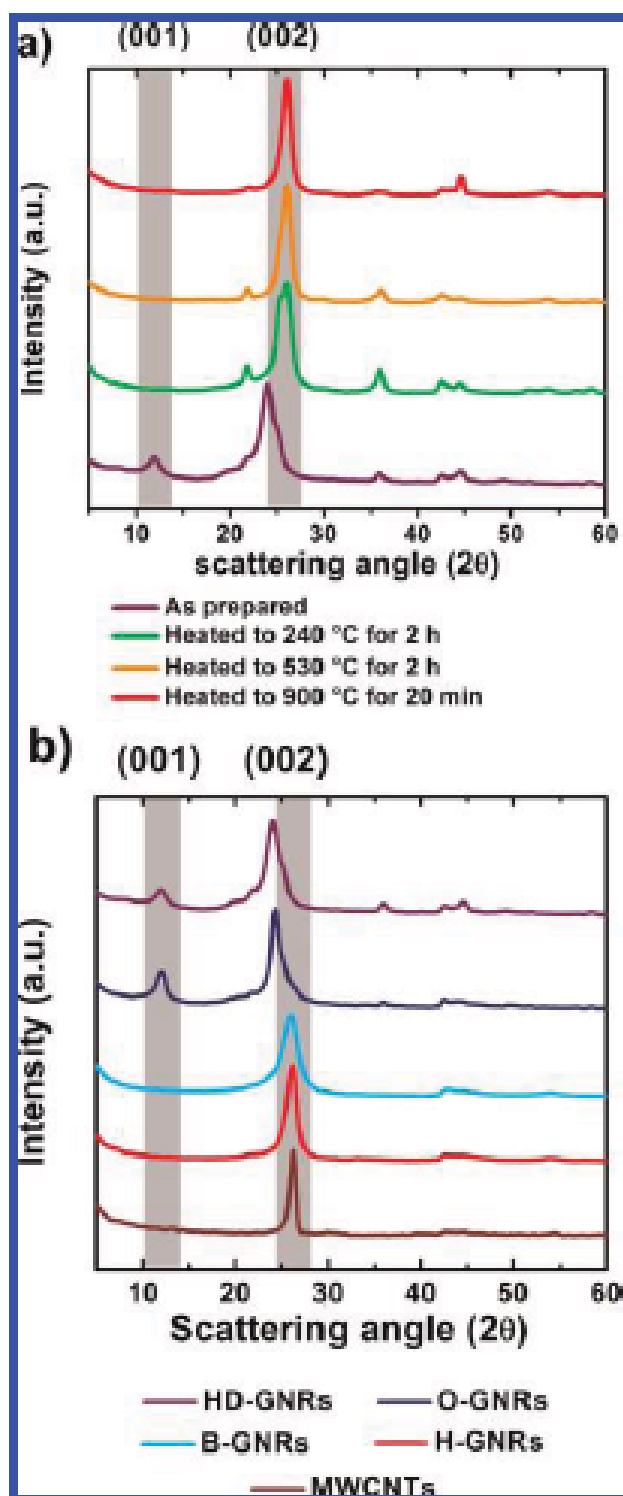 a)
(001) (002)
Intensity (a.u.)
10 20 30 40 50 60
scattering angle (2θ)
As prepared
Heated to 240 °C for 2 h
Heated to 530 °C for 2 h
Heated to 900 °C for 20 min
b)
(001) (002)
Intensity (a.u.)
10 20 30 40 50 60
Scattering angle (2θ)
HD-GNRs O-GNRs
B-GNRs H-GNRs
MWCNTs